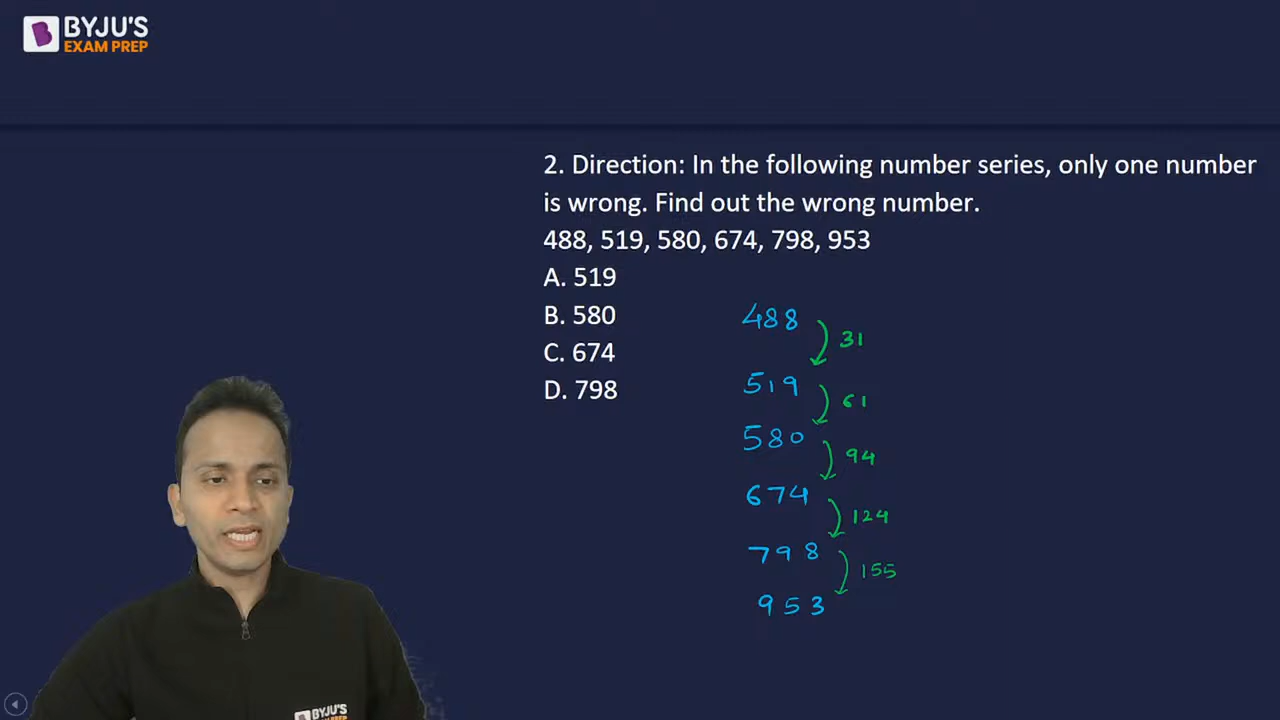 BYJU'S
EXAM PREP
2. Direction: In the following number series, only one number
is wrong. Find out the wrong number.
488, 519, 580, 674, 798, 953
A. 519
B. 580
C. 674
D. 798
488
31
519
61
580
94
674
124
798
155
953
BYJU'S
EXAM PREP